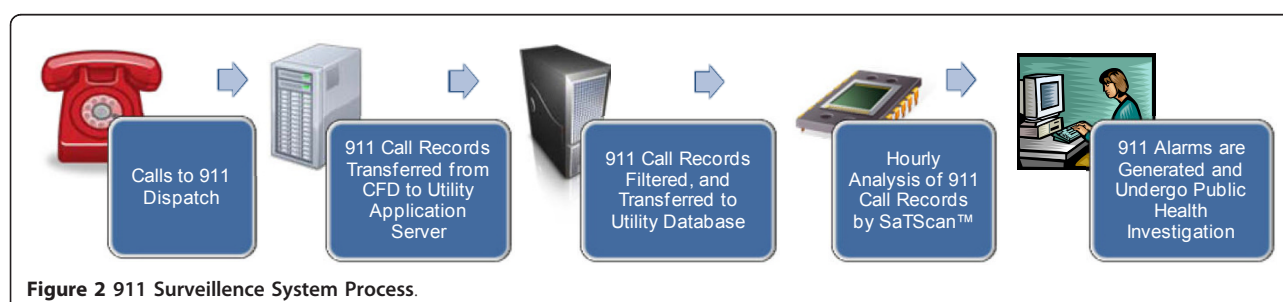 Calls to 911
Dispatch
911 Call Records
Transferred from
CFD to Utility
Application
Server
911 Call Records
Filtered, and
Transferred to
Utility Database
Hourly
Analysis of 911
Call Records
by SaTScan™
911 Alarms are
Generated and
Undergo Public
Health
Investigation
Figure 2 911 Surveillence System Process.